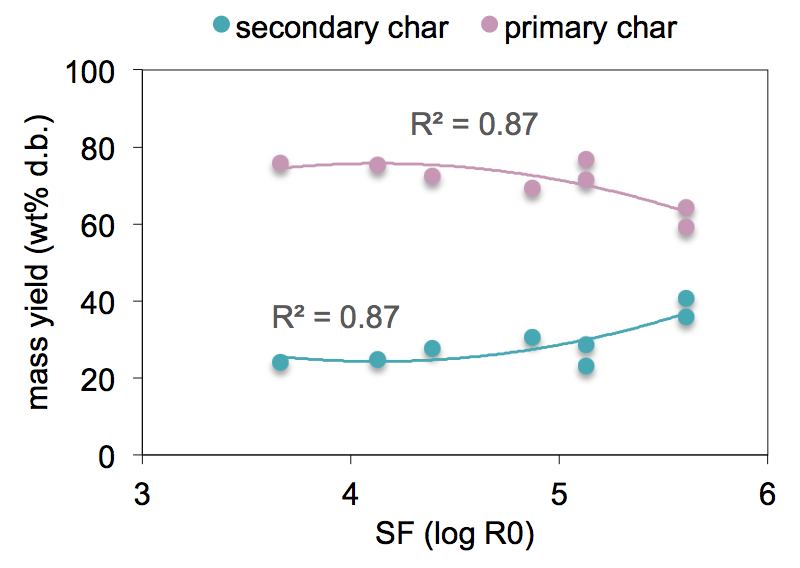 secondary char primary char
100
80
60
40
20
0
mass yield (wt% d.b.)
R² = 0.87
R² = 0.87
3 4 5 6
SF (log R0)